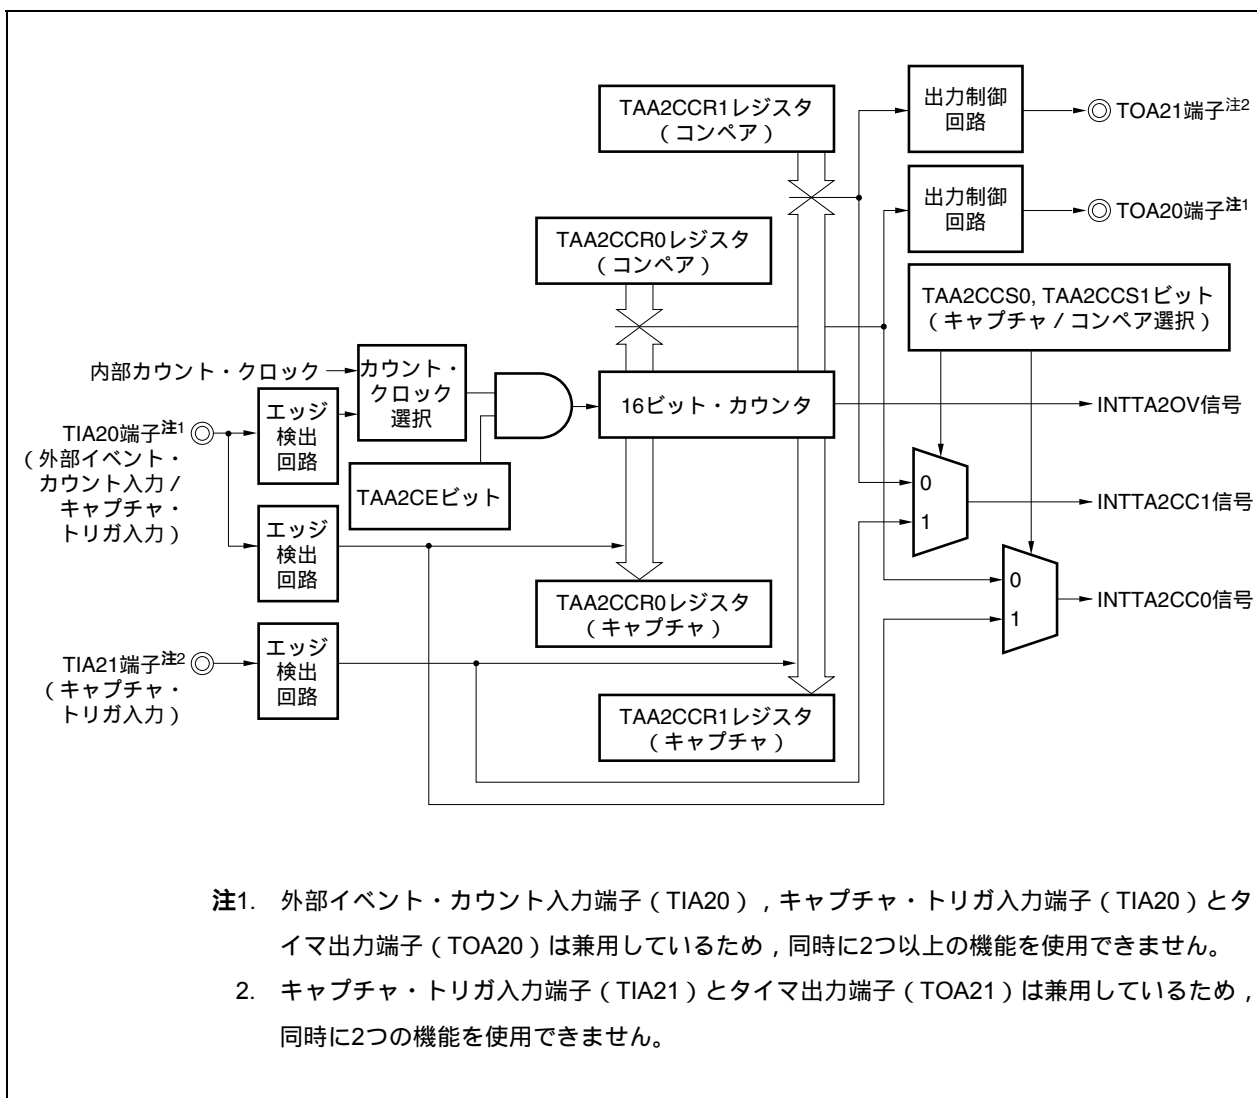 TAA2CCR1レジスタ
（コンペア）
出力制御
回路
TOA21端子注2
出力制御
回路
TOA20端子注1
TAA2CCR0レジスタ
（コンペア）
TAA2CCS0, TAA2CCS1ビット
（キャプチャ／コンペア選択）
内部カウント・クロック
カウント・
クロック
選択
16ビット・カウンタ
INTTA2OV信号
エッジ
検出
回路
TIA20端子注1
（外部イベント・
カウント入力／
キャプチャ・
トリガ入力）
TAA2CEビット
0
1
INTTA2CC1信号
エッジ
検出
回路
TAA2CCR0レジスタ
（キャプチャ）
0
1
INTTA2CC0信号
エッジ
検出
回路
TIA21端子注2
（キャプチャ・
トリガ入力）
TAA2CCR1レジスタ
（キャプチャ）
注1. 外部イベント・カウント入力端子（TIA20），キャプチャ・トリガ入力端子（TIA20）とタ
イマ出力端子（TOA20）は兼用しているため，同時に2つ以上の機能を使用できません。
2. キャプチャ・トリガ入力端子（TIA21）とタイマ出力端子（TOA21）は兼用しているため，
同時に2つの機能を使用できません。